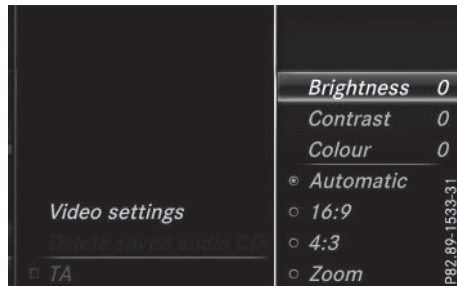 Brightness 0
Contrast 0
Colour 0
Automatic
16:9
4:3
Zoom
Video settings
Delete saved audio CDs
TA
P82.89-1533-31